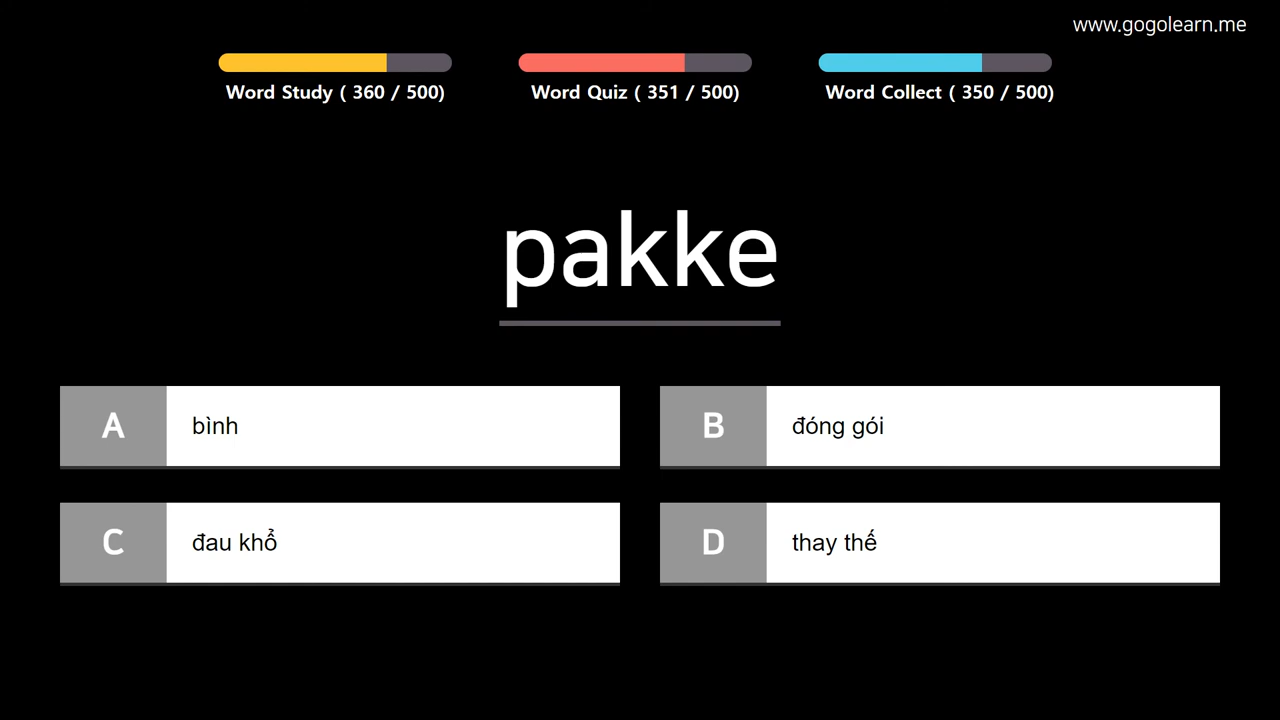 www.gogolearn.me
Word Study ( 360 / 500)
Word Quiz ( 351 / 500)
Word Collect ( 350 / 500)
pakke
A bình
B đóng gói
C đau khổ
D thay thế